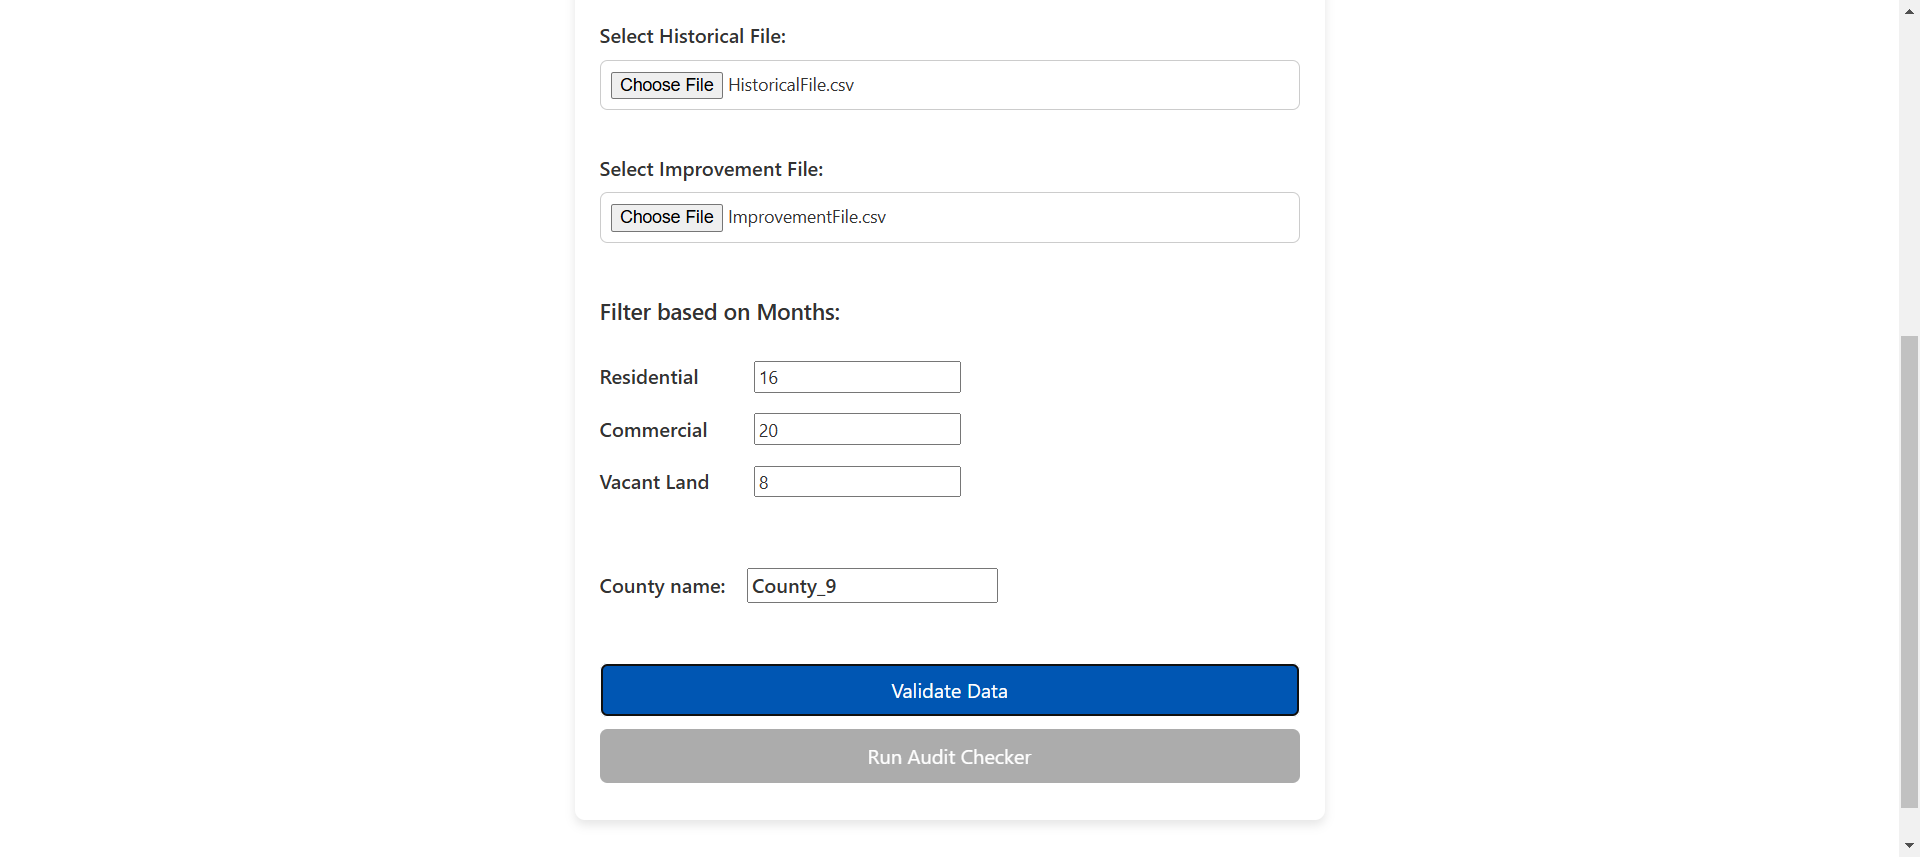 Select Historical File:
Choose File HistoricalFile.csv
Select Improvement File:
Choose File ImprovementFile.csv
Filter based on Months:
Residential 16
Commercial 20
Vacant Land 8
County name: County_9
Validate Data
Run Audit Checker